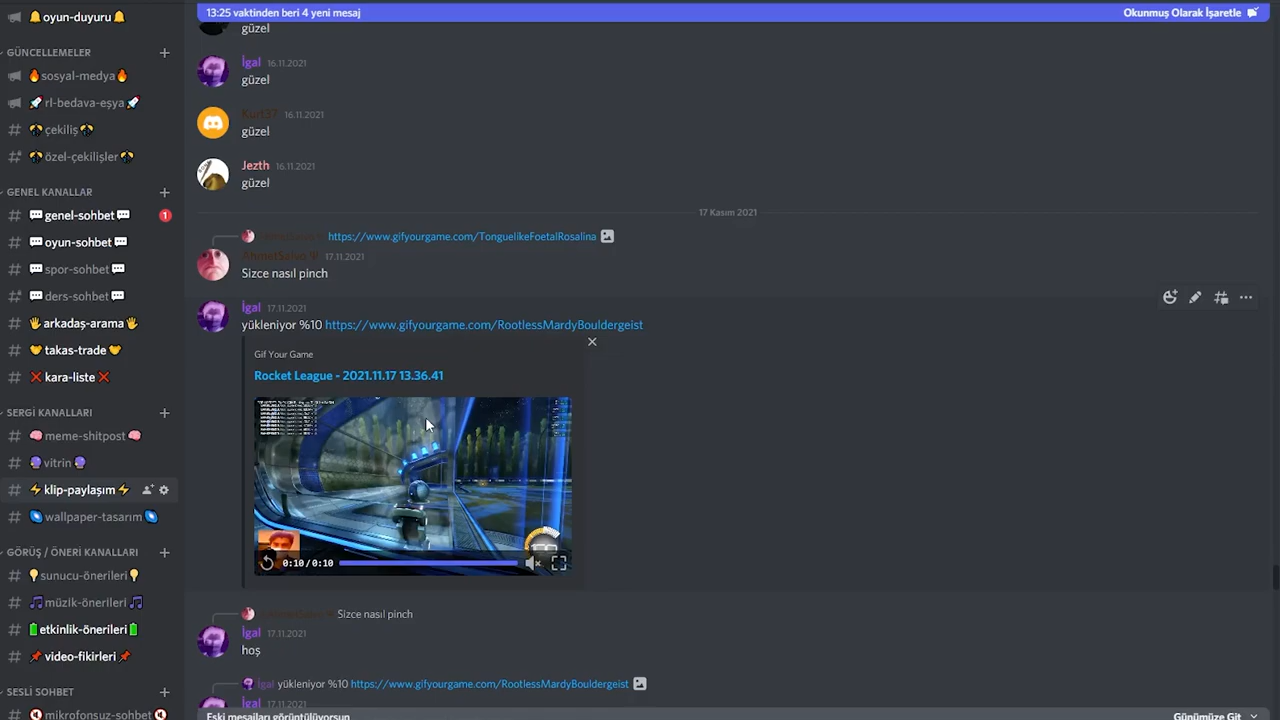 oyun-duyuru
GÜNCELLEMELER
sosyal-medya
rl-bedava-eşya
çekiliş
özel-çekilişler
GENEL KANALLAR
genel-sohbet
1
oyun-sohbet
spor-sohbet
ders-sohbet
arkadaş-arama
takas-trade
kara-liste
SERGİ KANALLARI
meme-shitpost
vitrin
klip-paylaşım
wallpaper-tasarım
GÖRÜŞ / ÖNERİ KANALLARI
sunucu-önerileri
müzik-önerileri
etkinlik-önerileri
video-fikirleri
SESLİ SOHBET
mikrofonsuz-sohbet
13:25 vaktinden beri 4 yeni mesaj
Okunmuş Olarak İşaretle
güzel
İgal 16.11.2021
güzel
16.11.2021
güzel
Jezth 16.11.2021
güzel
17 Kasım 2021
https://www.gifyourgame.com/TonguelikeFoetalRosalina
17.11.2021
Sizce nasıl pinch
İgal 17.11.2021
yükleniyor %10 https://www.gifyourgame.com/RootlessMardyBouldergeist
Gif Your Game
Rocket League - 2021.11.17 13.36.41
0:10/0:10
Sizce nasıl pinch
İgal 17.11.2021
hoş
İgal yükleniyor %10 https://www.gifyourgame.com/RootlessMardyBouldergeist
İgal 17.11.2021
Eski mesajları görüntülüyorsun
Günümüze Git